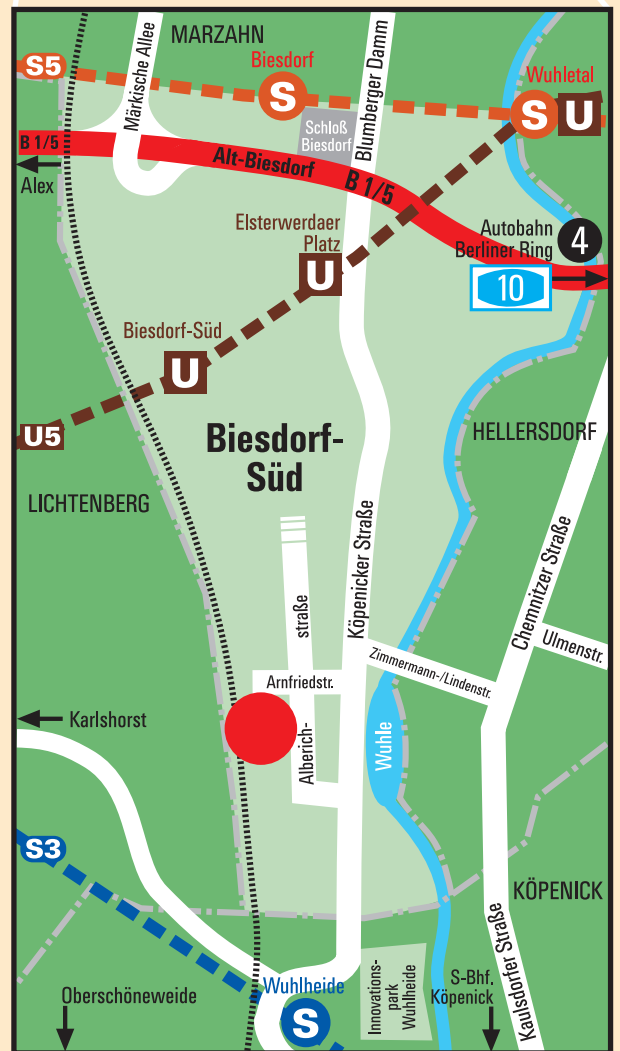 MARZAHN
S5
Biesdorf
S
Märkische Allee
Blumberger Damm
Wuhletal
S U
Schloß
Biesdorf
B 1/5
Alt-Biesdorf
B 1/5
Alex
Elsterwerdaer
Platz
U
Autobahn
Berliner Ring
4
10
Biesdorf-Süd
U
U5
Biesdorf-
Süd
HELLERSDORF
LICHTENBERG
Köpenicker Straße
Chemnitzer Straße
Ulmenstr.
straße
Alberich-
Arnfriedstr.
Zimmermann-/Lindenstr.
Karlshorst
Wuhle
S3
KÖPENICK
Kaulsdorfer Straße
Wuhlheide
S
Innovations-
park
Wuhlheide
S-Bhf.
Köpenick
Oberschöneweide